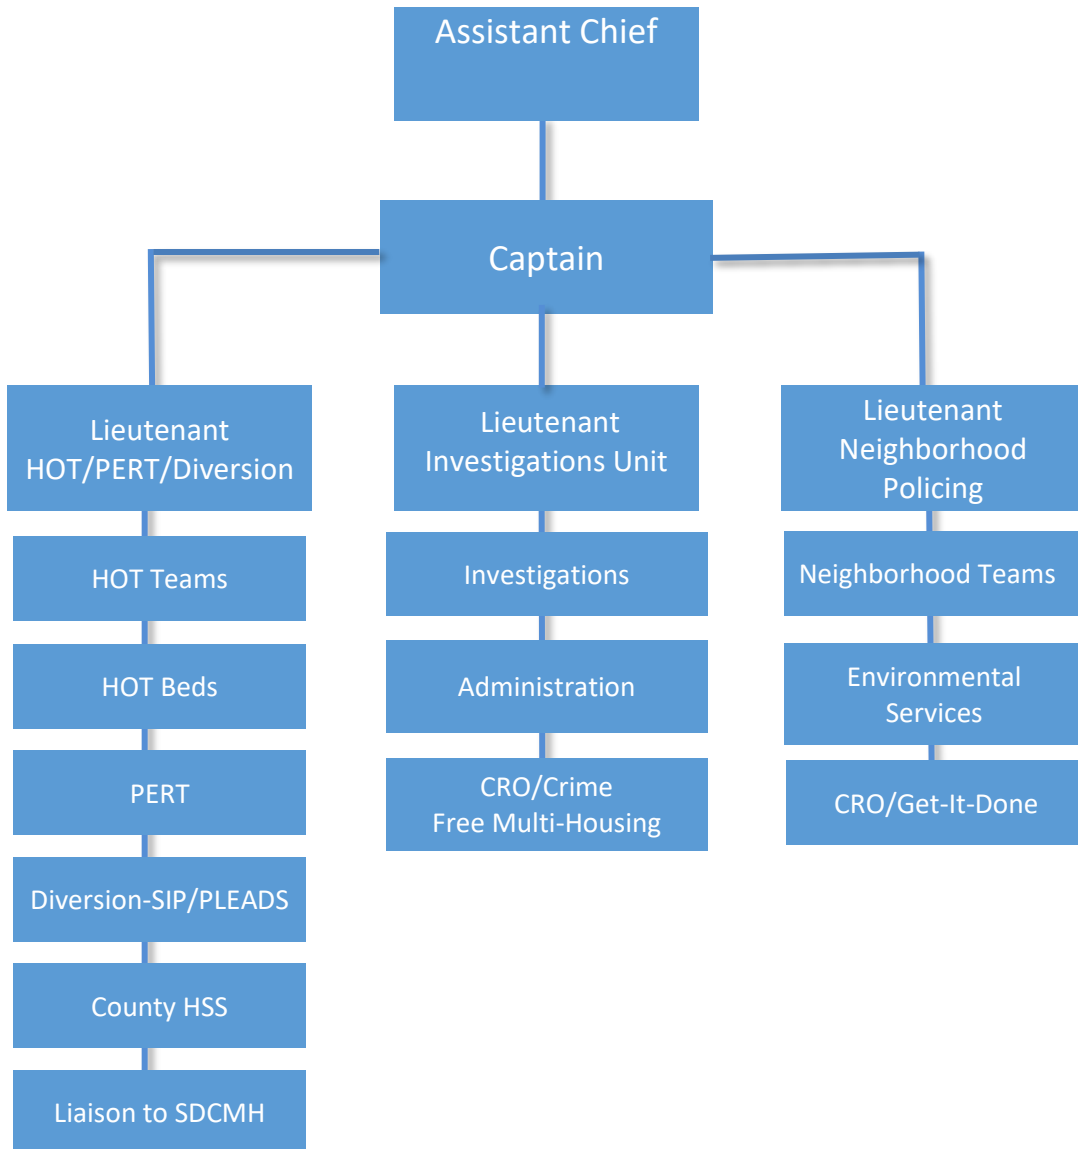 Assistant Chief
Captain
Lieutenant
HOT/PERT/Diversion
HOT Teams
HOT Beds
PERT
Diversion-SIP/PLEADS
County HSS
Liaison to SDCMH
Lieutenant
Investigations Unit
Investigations
Administration
CRO/Crime
Free Multi-Housing
Lieutenant
Neighborhood
Policing
Neighborhood Teams
Environmental
Services
CRO/Get-It-Done